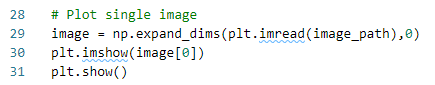 28 # Plot single image
29 image = np.expand_dims(plt.imread(image_path),0)
30 plt.imshow(image[0])
31 plt.show()